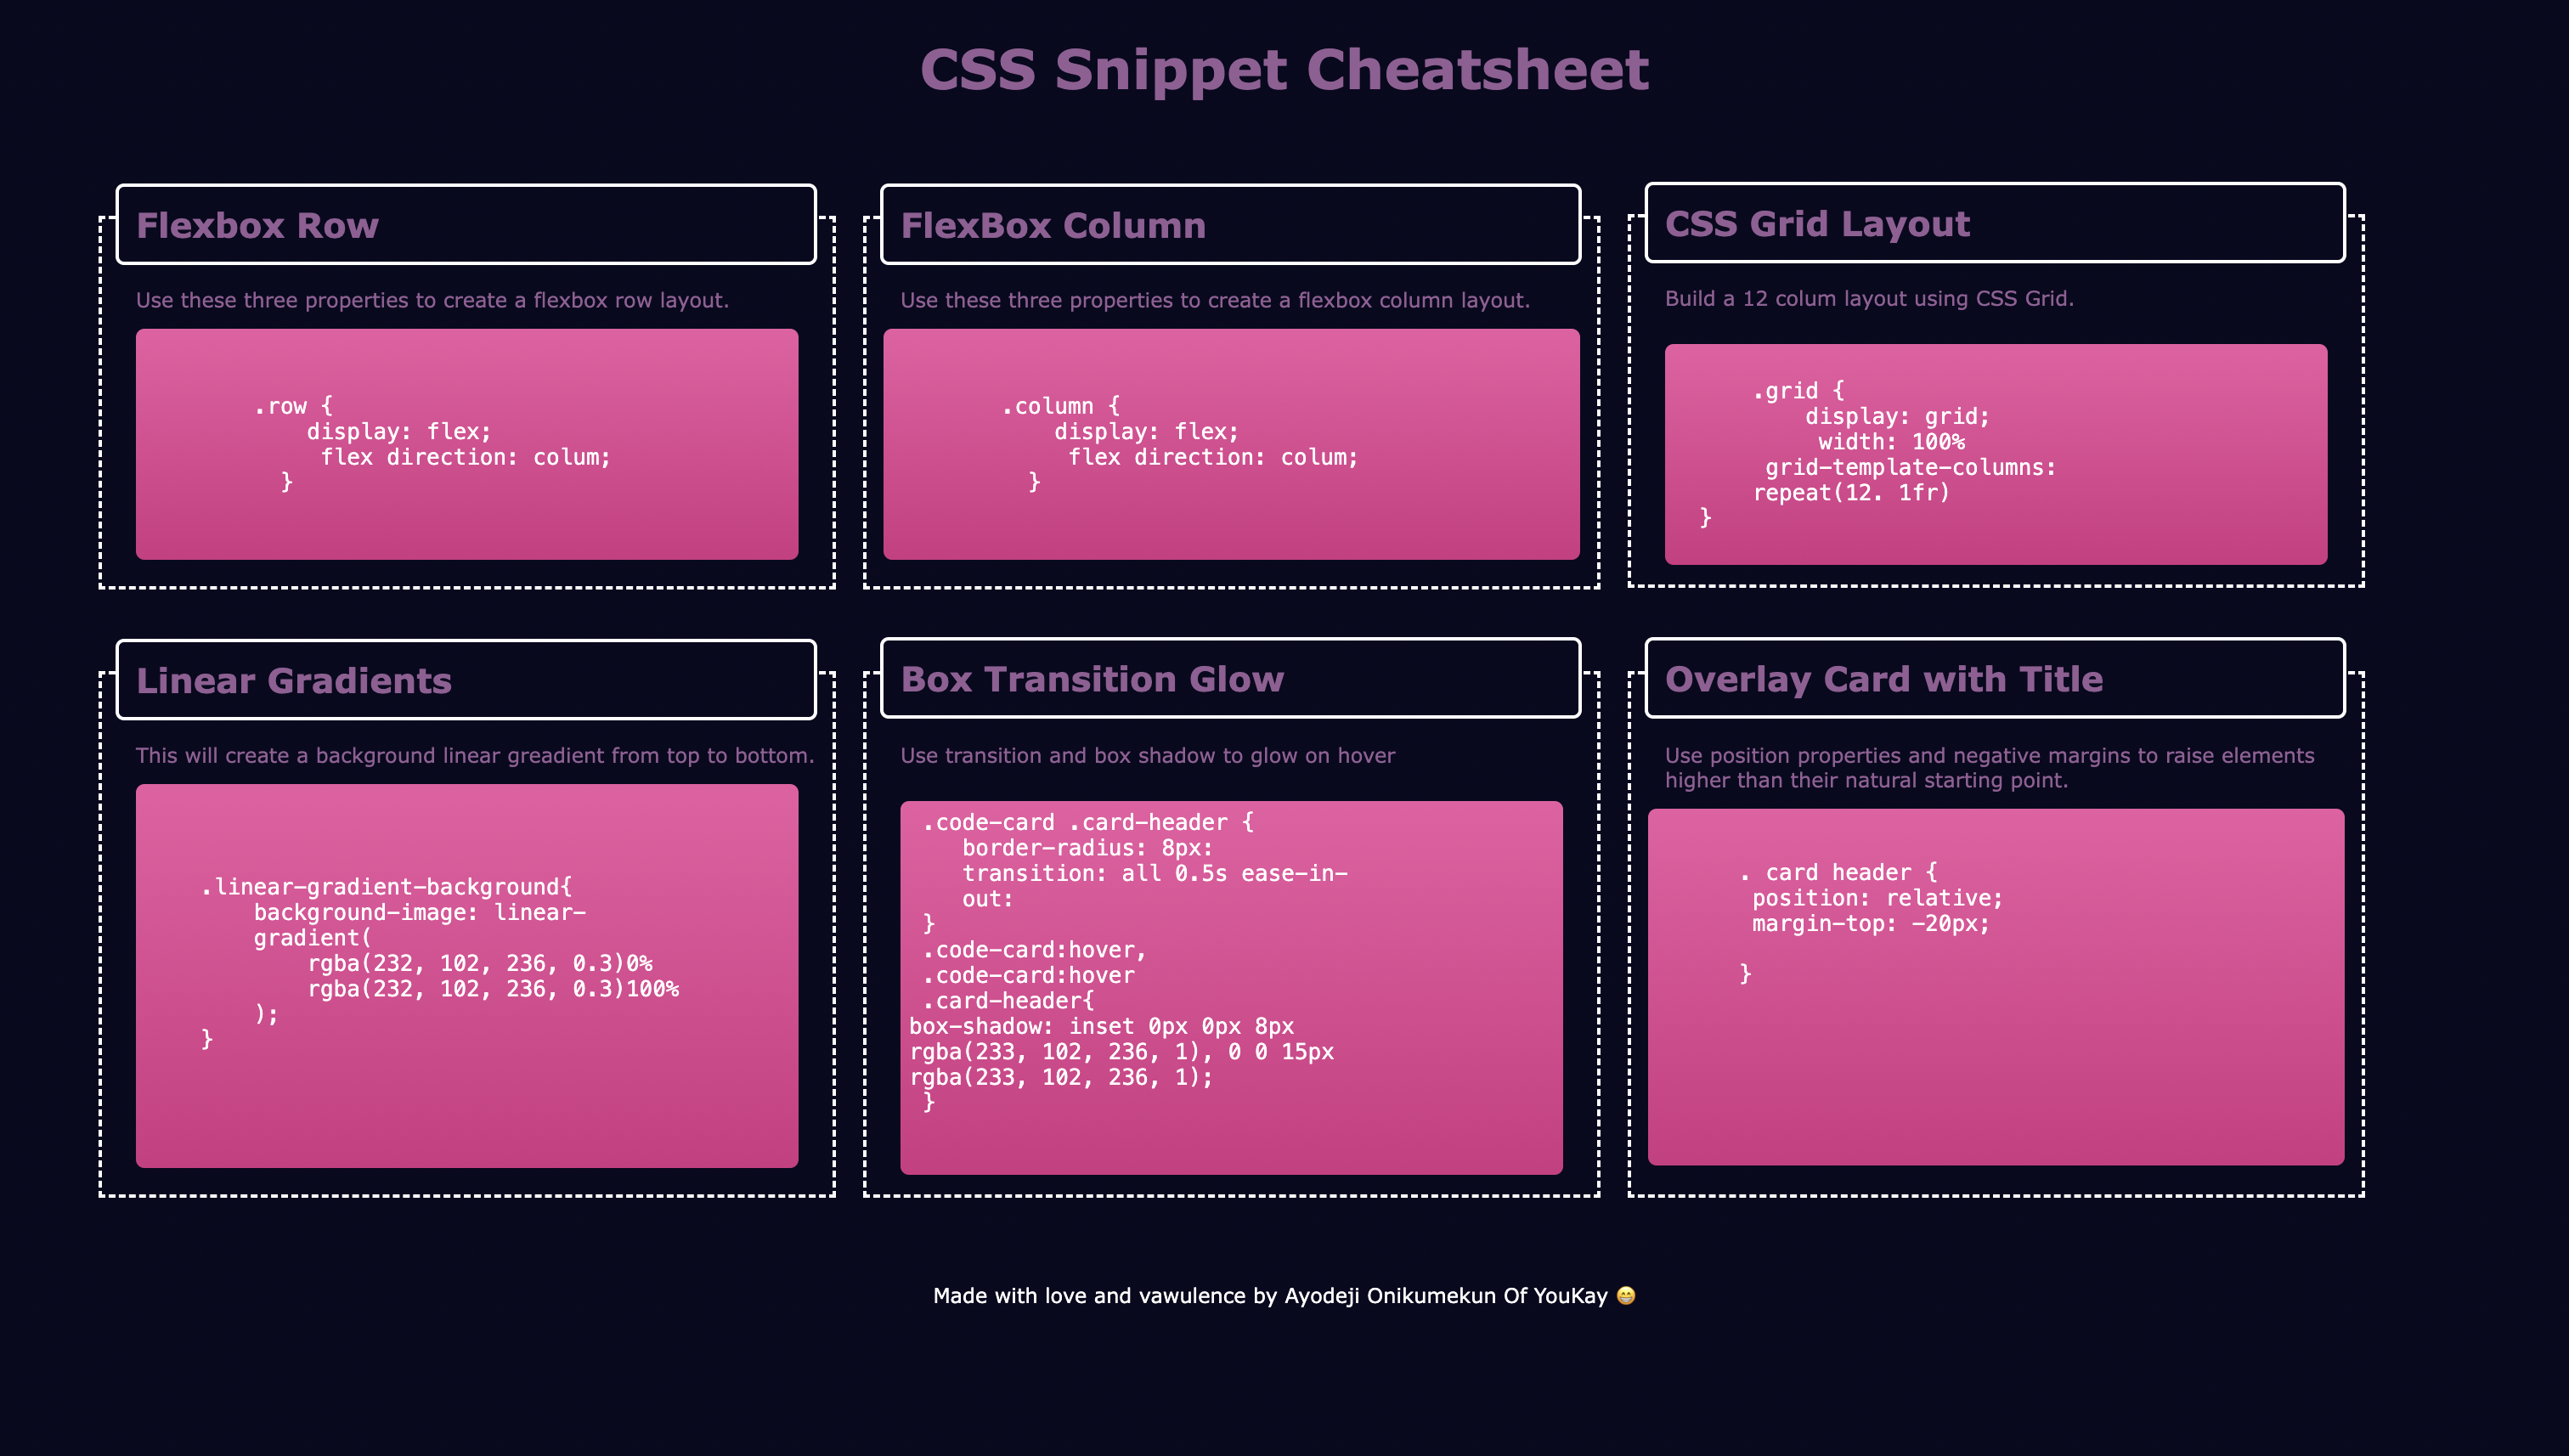 CSS Snippet Cheatsheet
Flexbox Row
Use these three properties to create a flexbox row layout.
.row {
display: flex;
flex direction: colum;
}
FlexBox Column
Use these three properties to create a flexbox column layout.
.column {
display: flex;
flex direction: colum;
}
CSS Grid Layout
Build a 12 colum layout using CSS Grid.
.grid {
display: grid;
width: 100%
grid-template-columns:
repeat(12. 1fr)
}
Linear Gradients
This will create a background linear greadient from top to bottom.
.linear-gradient-background{
background-image: linear-
gradient(
rgba(232, 102, 236, 0.3)0%
rgba(232, 102, 236, 0.3)100%
);
}
Box Transition Glow
Use transition and box shadow to glow on hover
.code-card .card-header {
border-radius: 8px:
transition: all 0.5s ease-in-
out:
}
.code-card:hover,
.code-card:hover
.card-header{
box-shadow: inset 0px 0px 8px
rgba(233, 102, 236, 1), 0 0 15px
rgba(233, 102, 236, 1);
}
Overlay Card with Title
Use position properties and negative margins to raise elements
higher than their natural starting point.
. card header {
position: relative;
margin-top: -20px;
}
Made with love and vawulence by Ayodeji Onikumekun Of YouKay 😁